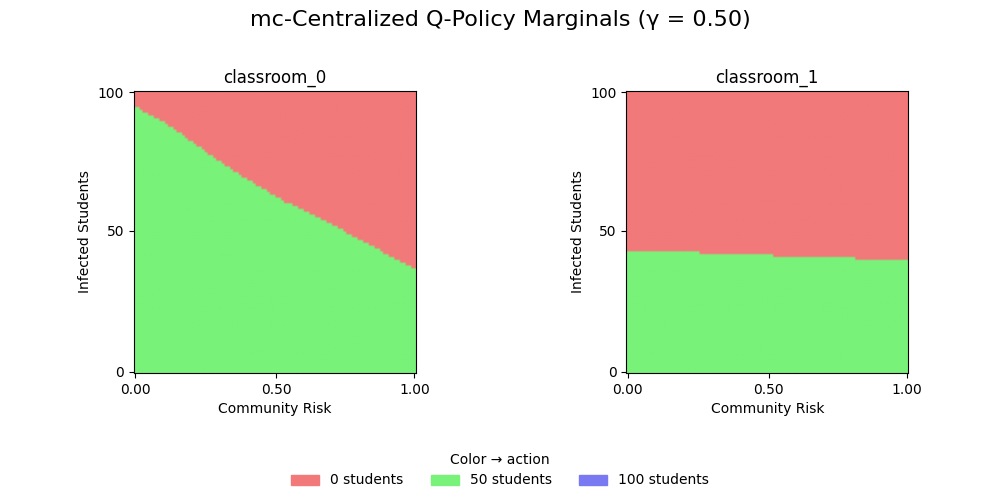 mc-Centralized Q-Policy Marginals (γ = 0.50)
classroom_0
classroom_1
100
50
0
Infected Students
0.00
0.50
1.00
Community Risk
100
50
0
Infected Students
0.00
0.50
1.00
Community Risk
Color → action
0 students
50 students
100 students